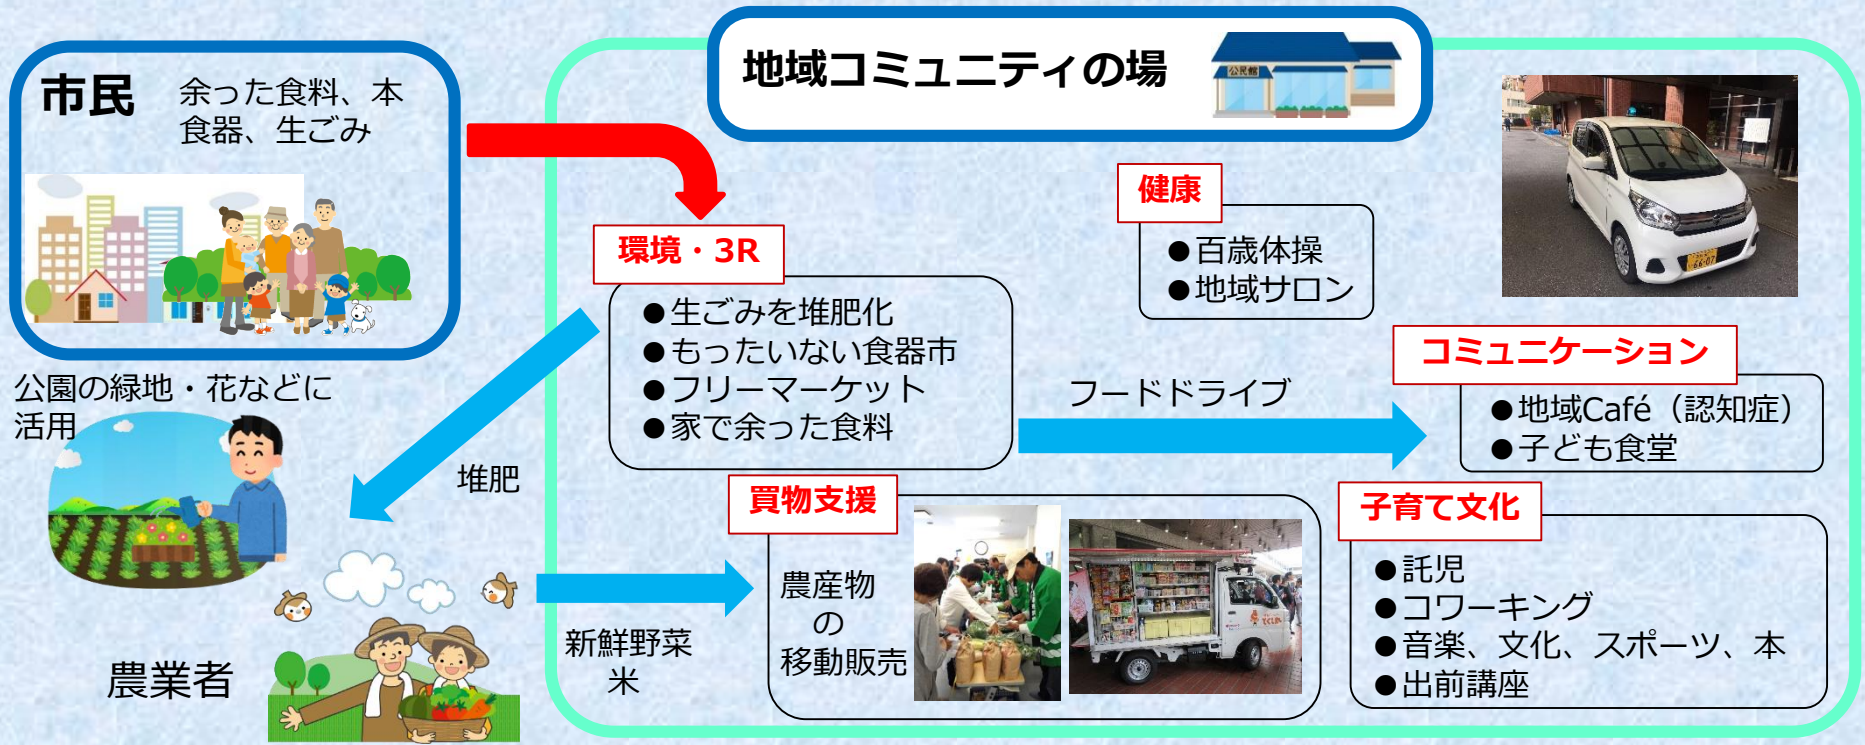 地域コミュニティの場
公民館
市民
余った食料、本
食器、生ごみ
環境・3R
●生ごみを堆肥化
●もったいない食器市
●フリーマーケット
●家で余った食料
健康
●百歳体操
●地域サロン
66-07
フードドライブ
コミュニケーション
●地域Café（認知症）
●子ども食堂
公園の緑地・花などに
活用
堆肥
農業者
新鮮野菜
米
買物支援
農産物
の
移動販売
とくし丸
子育て文化
●託児
●コワーキング
●音楽、文化、スポーツ、本
●出前講座